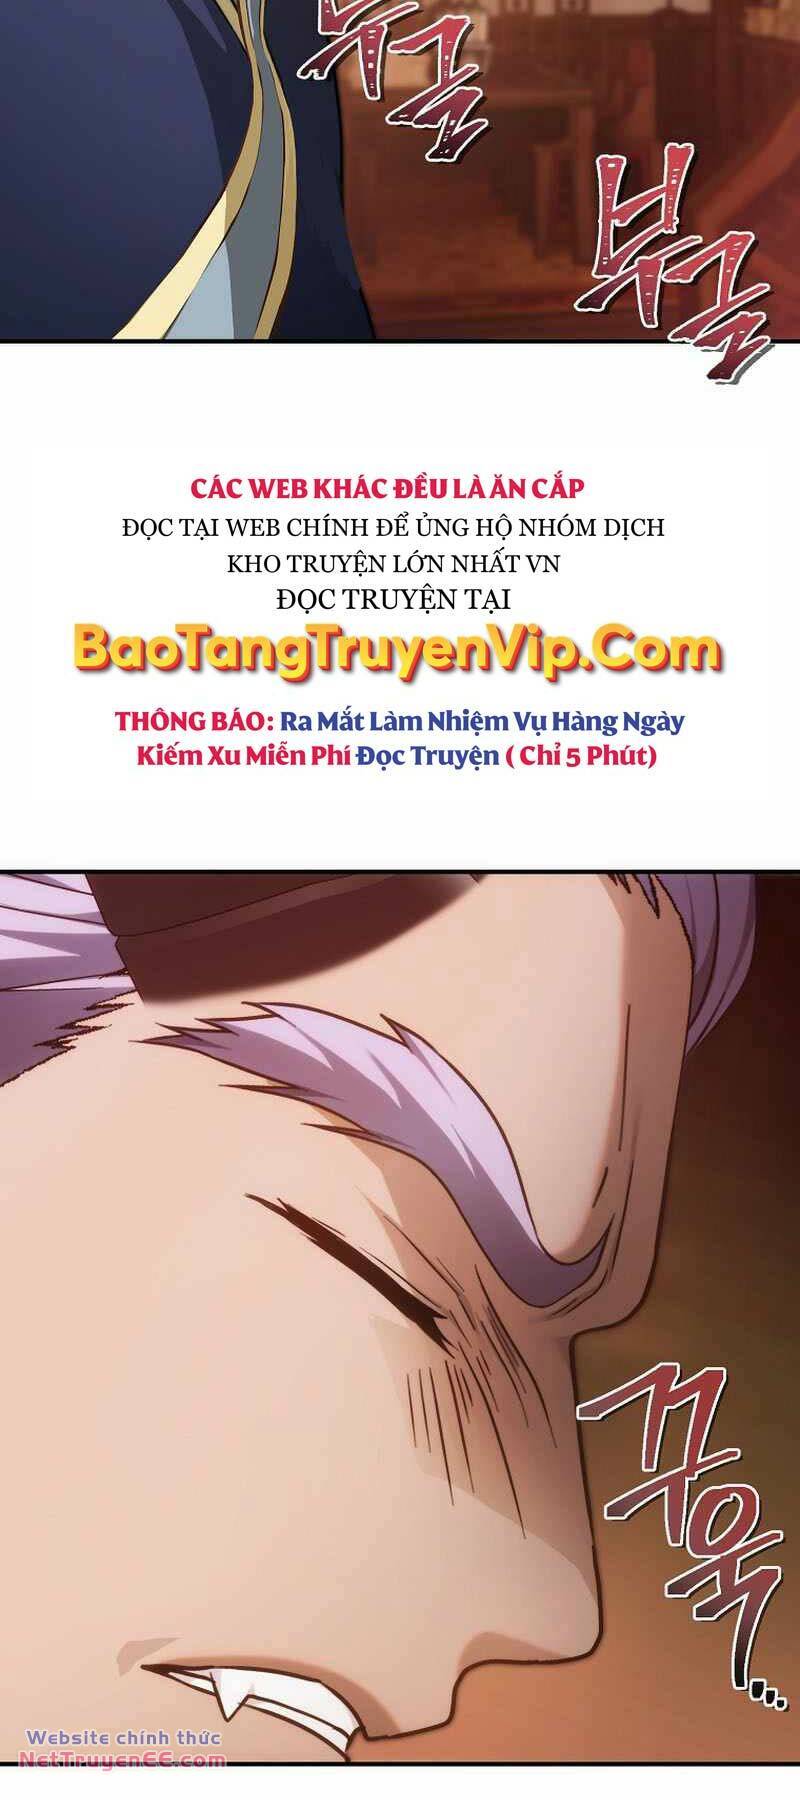 부글
부글
CÁC WEB KHÁC ĐỀU LÀ ĂN CẮP
ĐỌC TẠI WEB CHÍNH ĐỂ ỦNG HỘ NHÓM DỊCH
KHO TRUYỆN LỚN NHẤT VN
ĐỌC TRUYỆN TẠI
BaoTangTruyenVip.Com
THÔNG BÁO: Ra Mắt Làm Nhiệm Vụ Hàng Ngày
Kiếm Xu Miễn Phí Đọc Truyện ( Chỉ 5 Phút)
끄욱...
Website chính thức
NetTruyenEE.com